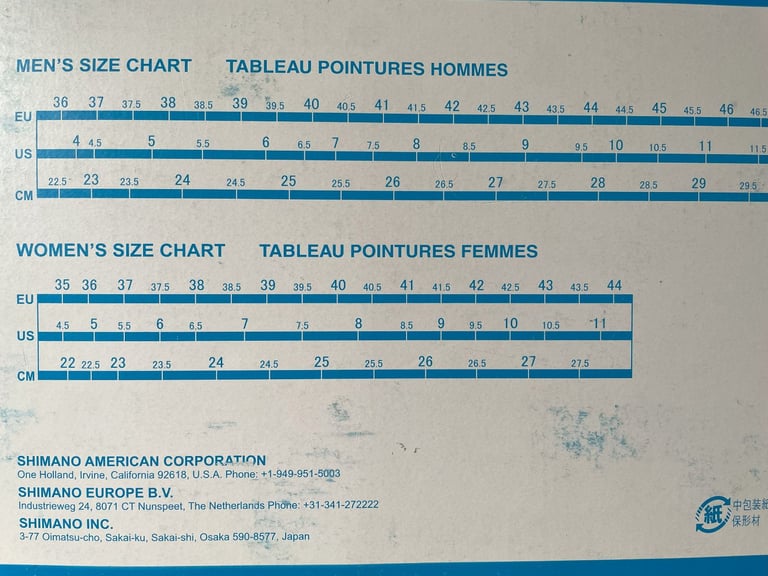 MEN'S SIZE CHART TABLEAU POINTURES HOMMES
36 37 37.5 38 38.5 39 39.5 40 40.5 41 41.5 42 42.5 43 43.5 44 44.5 45 45.5 46 46.5
EU
4 4.5 5 5.5 6 6.5 7 7.5 8 8.5 9 9.5 10 10.5 11 11.5
US
22.5 23 23.5 24 24.5 25 25.5 26 26.5 27 27.5 28 28.5 29 29.5
CM
WOMEN'S SIZE CHART TABLEAU POINTURES FEMMES
35 36 37 37.5 38 38.5 39 39.5 40 40.5 41 41.5 42 42.5 43 43.5 44
EU
4.5 5 5.5 6 6.5 7 7.5 8 8.5 9 9.5 10 10.5 11
US
22 22.5 23 23.5 24 24.5 25 25.5 26 26.5 27 27.5
CM
SHIMANO AMERICAN CORPORATION
One Holland, Irvine, California 92618, U.S.A. Phone: +1-949-951-5003
SHIMANO EUROPE B.V.
Industrieweg 24, 8071 CT Nunspeet, The Netherlands Phone: +31-341-272222
SHIMANO INC.
3-77 Oimatsu-cho, Sakai-ku, Sakai-shi, Osaka 590-8577, Japan
紙
中包装紙
保形材